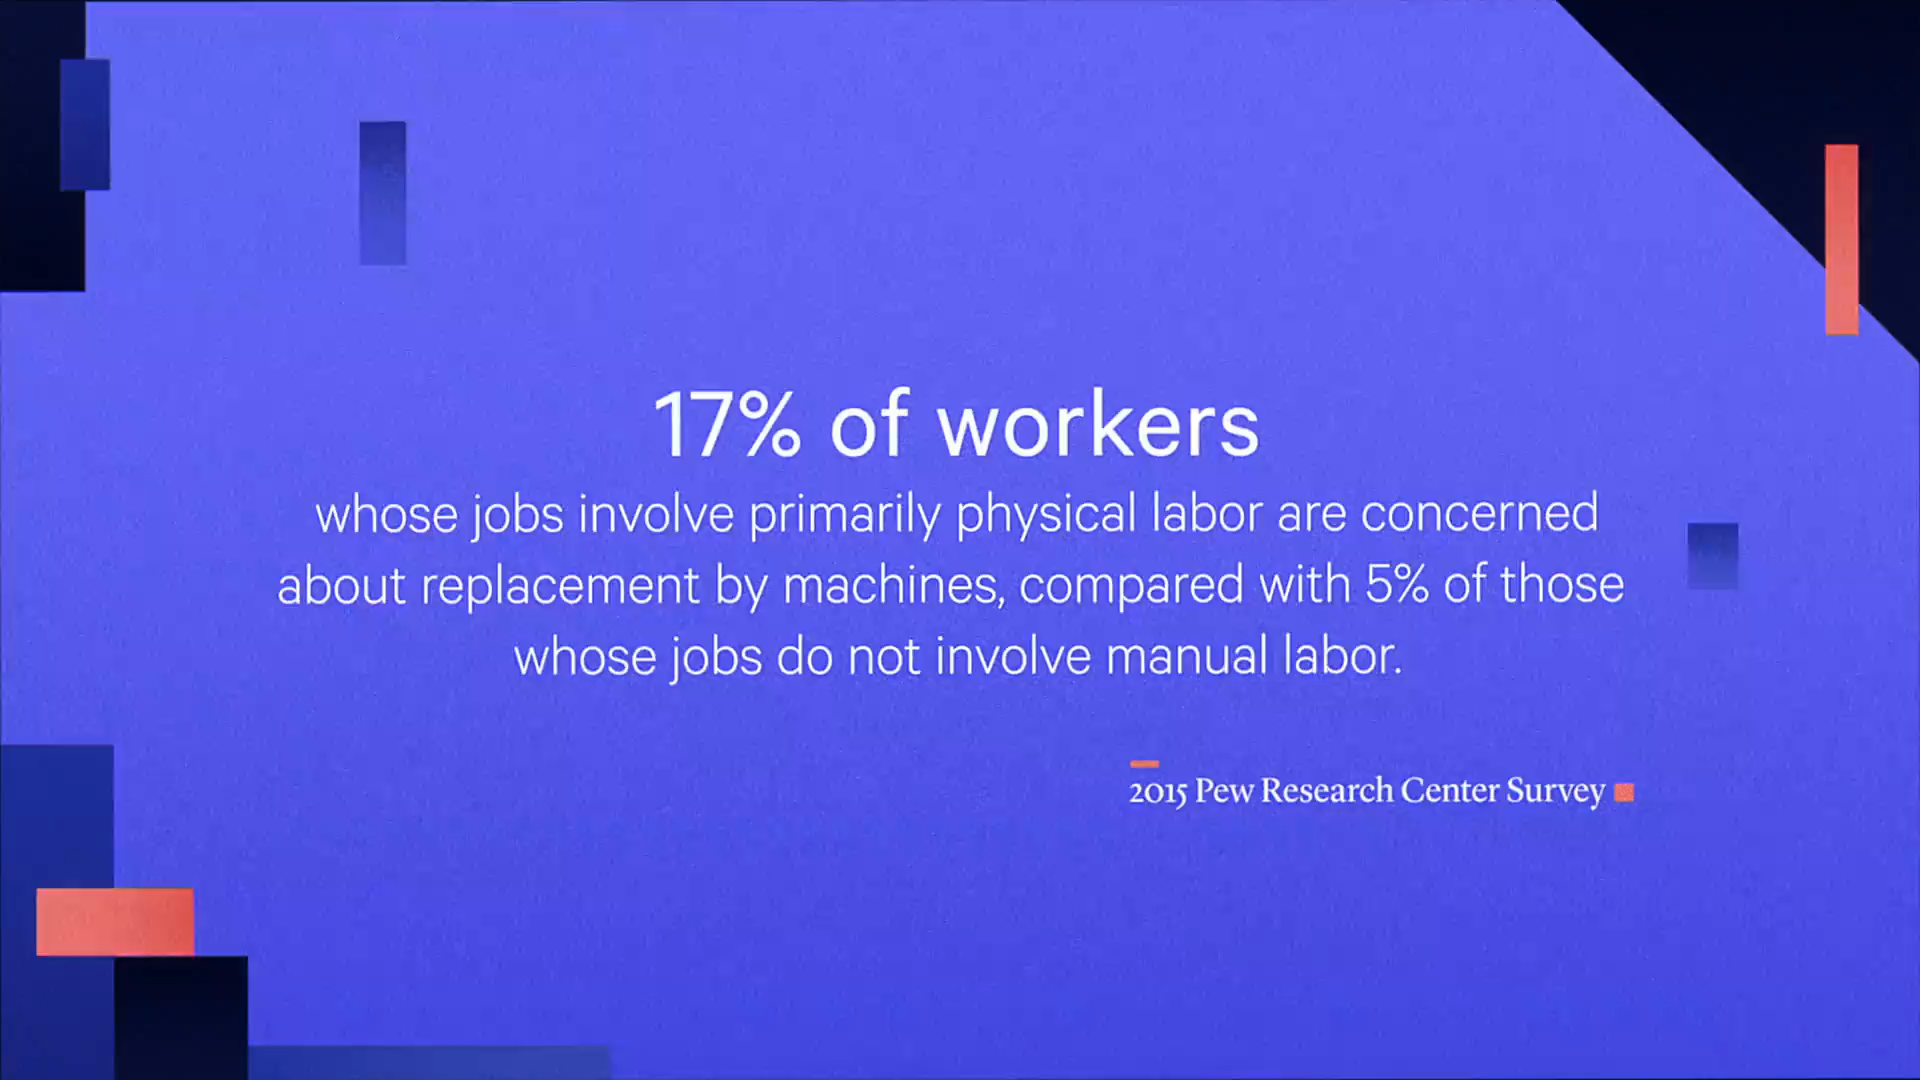 17% of workers
whose jobs involve primarily physical labor are concerned
about replacement by machines, compared with 5% of those
whose jobs do not involve manual labor.
2015 Pew Research Center Survey